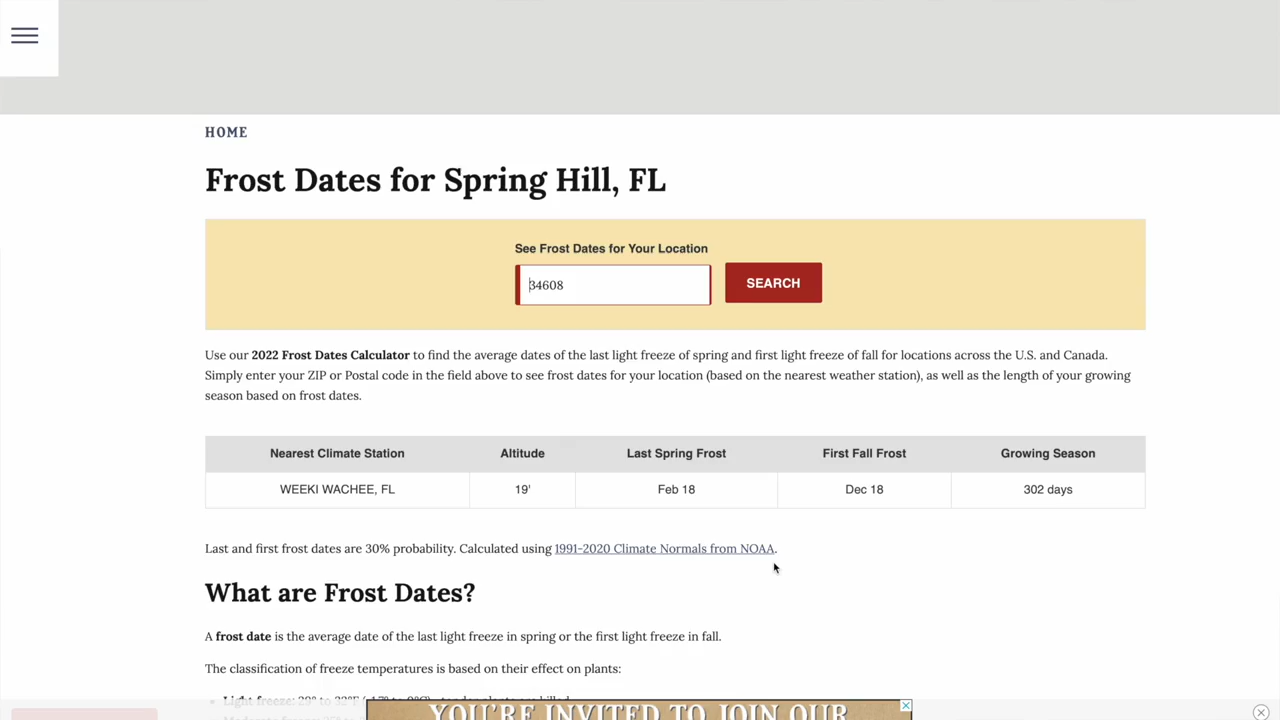 HOME
Frost Dates for Spring Hill, FL
See Frost Dates for Your Location
34608
SEARCH
Use our 2022 Frost Dates Calculator to find the average dates of the last light freeze of spring and first light freeze of fall for locations across the U.S. and Canada.
Simply enter your ZIP or Postal code in the field above to see frost dates for your location (based on the nearest weather station), as well as the length of your growing
season based on frost dates.
Nearest Climate Station Altitude Last Spring Frost First Fall Frost Growing Season
WEEKI WACHEE, FL 19' Feb 18 Dec 18 302 days
Last and first frost dates are 30% probability. Calculated using 1991-2020 Climate Normals from NOAA.
What are Frost Dates?
A frost date is the average date of the last light freeze in spring or the first light freeze in fall.
The classification of freeze temperatures is based on their effect on plants:
Light freeze: 29° to 32°F
YOU'RE INVITED TO JOIN OUR